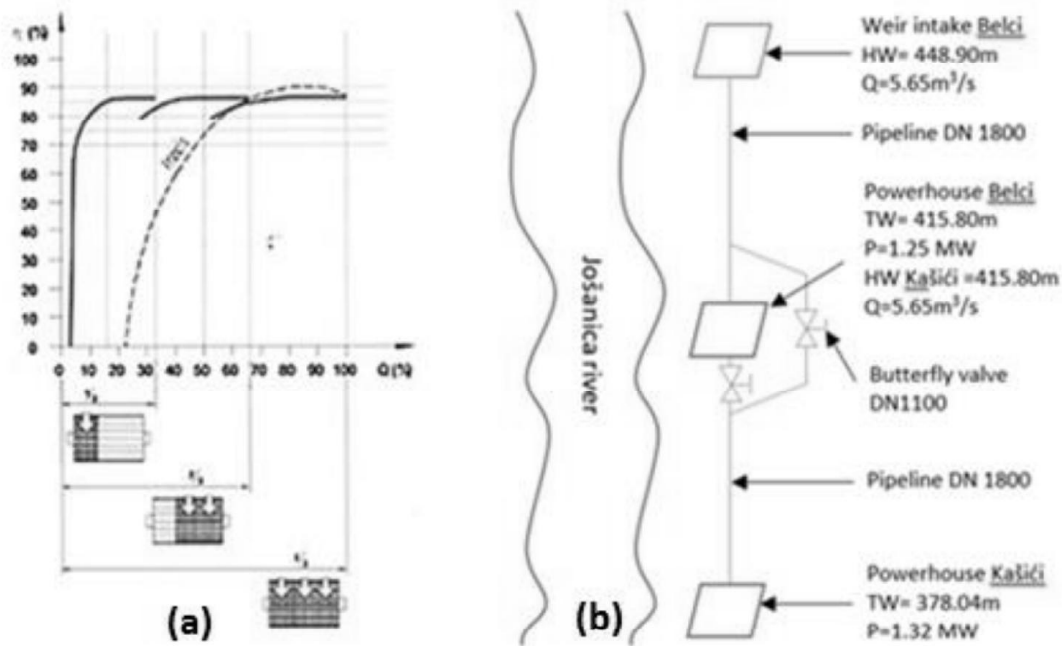 100
90
80
70
60
50
40
30
20
10
0
0 10 20 30 40 50 60 70 80 90 100 Q (%)
(a)
Weir intake Belci
HW= 448.90m
Q=5.65m³/s
Pipeline DN 1800
Powerhouse Belci
TW= 415.80m
P=1.25 MW
HW Kašići =415.80m
Q=5.65m³/s
Jošanica river
Butterfly valve
DN1100
Pipeline DN 1800
Powerhouse Kašići
TW= 378.04m
P=1.32 MW
(b)